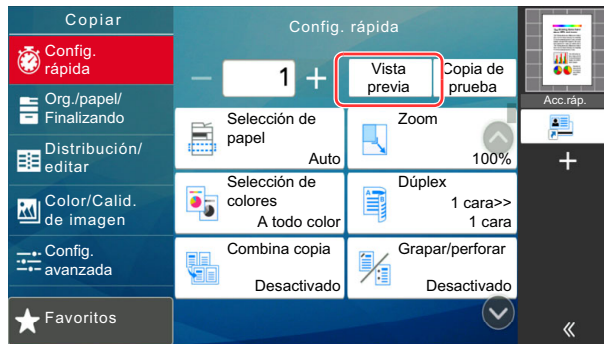 Copiar
Config.
rápida
Org./papel/
Finalizando
Distribución/
editar
Color/Calid.
de imagen
Config.
avanzada
Favoritos
Config.
rápida
1
Vista
previa
Copia de
prueba
Selección de
papel
Auto
Zoom
100%
Selección de
colores
A todo color
Dúplex
1 cara>>
1 cara
Combina copia
Desactivado
Grapar/perforar
Desactivado
Acc.ráp.